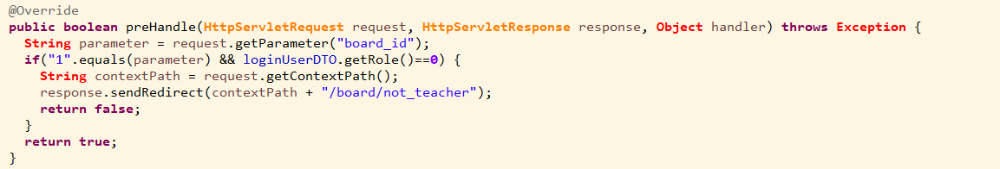 @Override
public boolean preHandle(HttpServletRequest request, HttpServletResponse response, Object handler) throws Exception {
  String parameter = request.getParameter("board_id");
  if("1".equals(parameter) && loginUserDTO.getRole()==0) {
    String contextPath = request.getContextPath();
    response.sendRedirect(contextPath + "/board/not_teacher");
    return false;
  }
  return true;
}